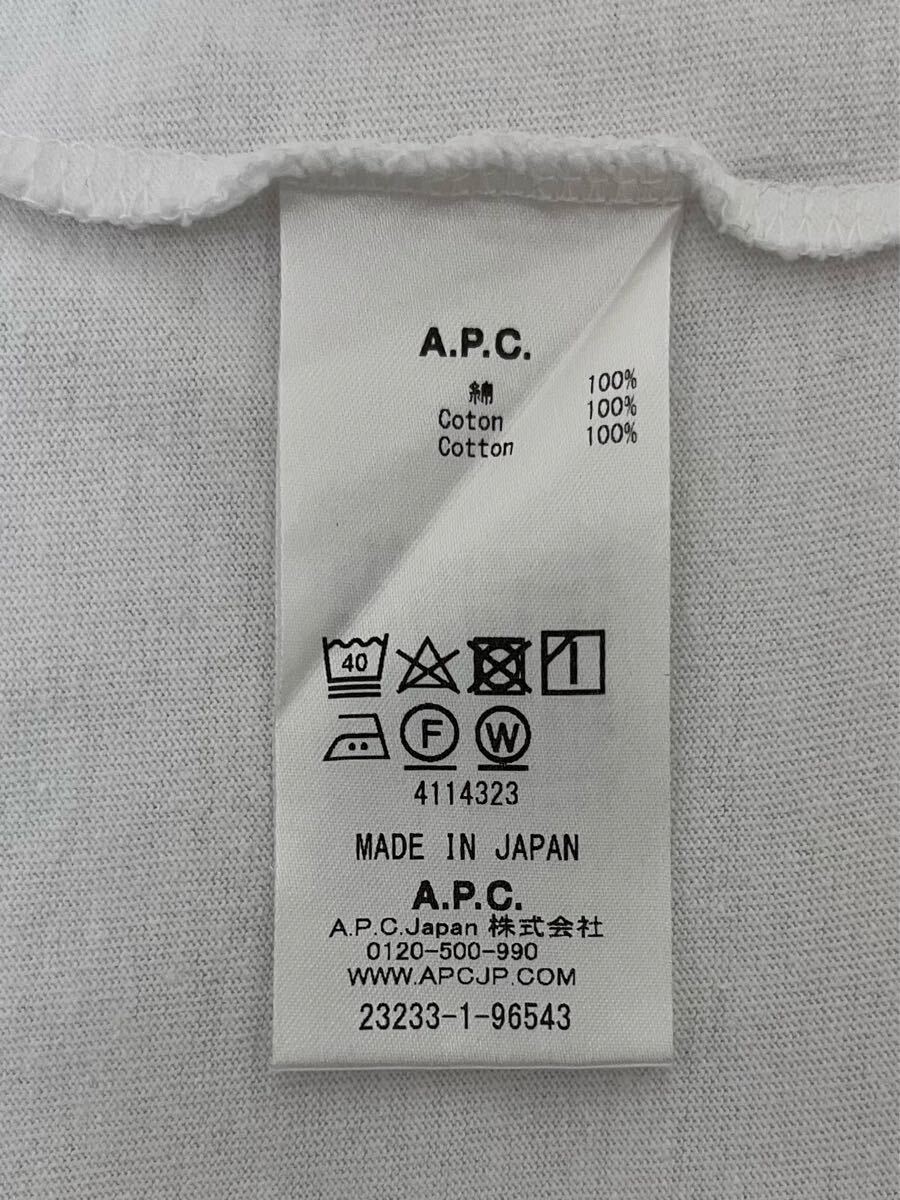 A.P.C.
綿 100%
Coton 100%
Cotton 100%
40
F W
4114323
MADE IN JAPAN
A.P.C.
A.P.C.Japan 株式会社
0120-500-990
WWW.APCJP.COM
23233-1-96543